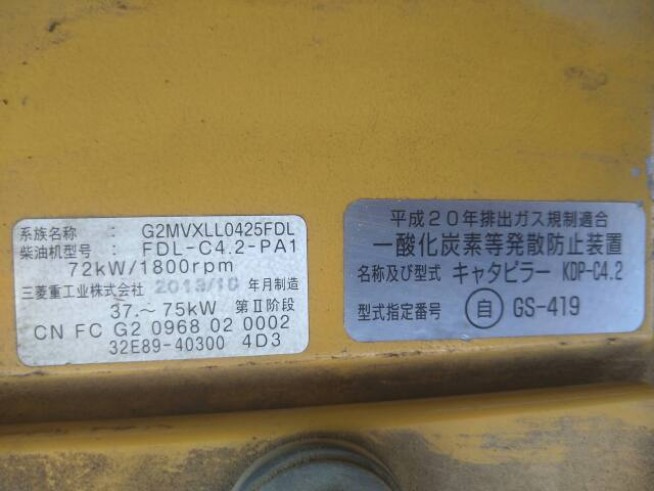 系族名称 : G2MVXLL0425FDL
柴油机型号 : FDL-C4.2-PA1
72kW/1800rpm
三菱重工业株式会社 2013/10 年月制造
37.～75kW 第Ⅱ阶段
CN FC G2 0968 02 0002
32E89-40300 4D3
平成20年排出ガス規制適合
一酸化炭素等発散防止装置
名称及び型式 キャタピラー KDP-C4.2
型式指定番号 自 GS-419